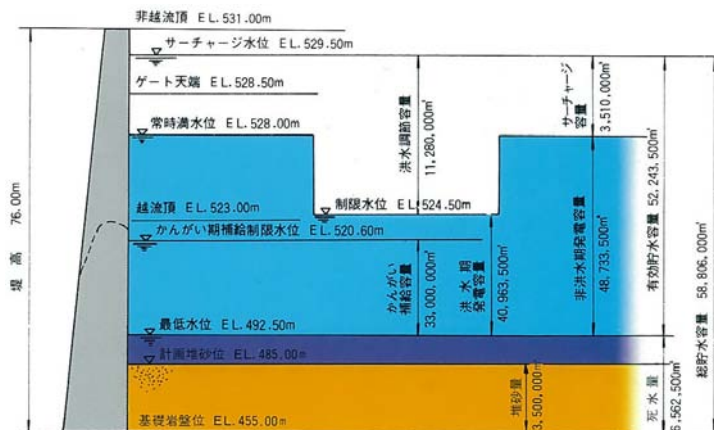 非越流頂 EL.531.00m
サーチャージ水位 EL.529.50m
ゲート天端 EL.528.50m
常時満水位 EL.528.00m
越流頂 EL.523.00m
制限水位 EL.524.50m
かんがい期補給制限水位 EL.520.60m
最低水位 EL.492.50m
計画堆砂位 EL.485.00m
基礎岩盤位 EL.455.00m
堤高 76.00m
洪水調節容量
11,280,000m³
サーチャージ
容量
3,510,000m³
かんがい
補給容量
33,000,000m³
洪水期
発電容量
40,963,500m³
非洪水期発電容量
48,733,500m³
有効貯水容量 52,243,500m³
総貯水容量 58,806,000m³
堆砂量
3,500,000m³
死水量
6,562,500m³